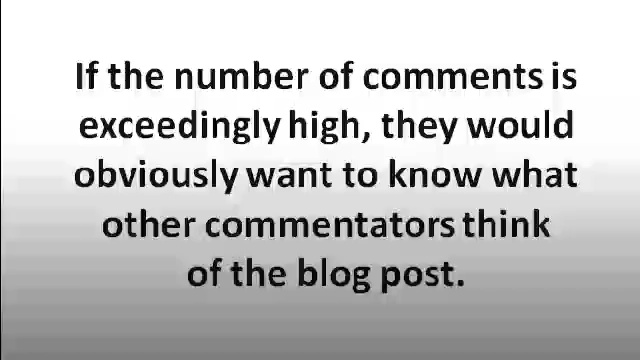 If the number of comments is
exceedingly high, they would
obviously want to know what
other commentators think
of the blog post.